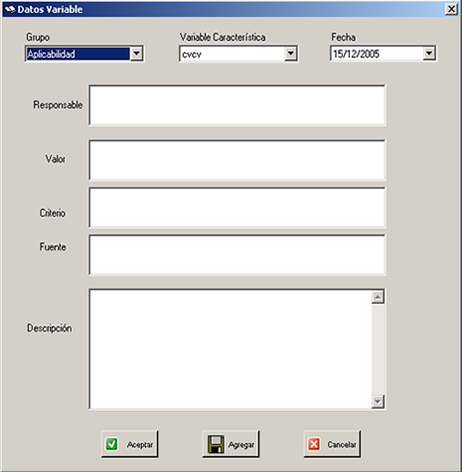 Datos Variable
Grupo Variable Característica Fecha
Aplicabilidad cvcv 15/12/2005
Responsable
Valor
Criterio
Fuente
Descripción
Aceptar Agregar Cancelar